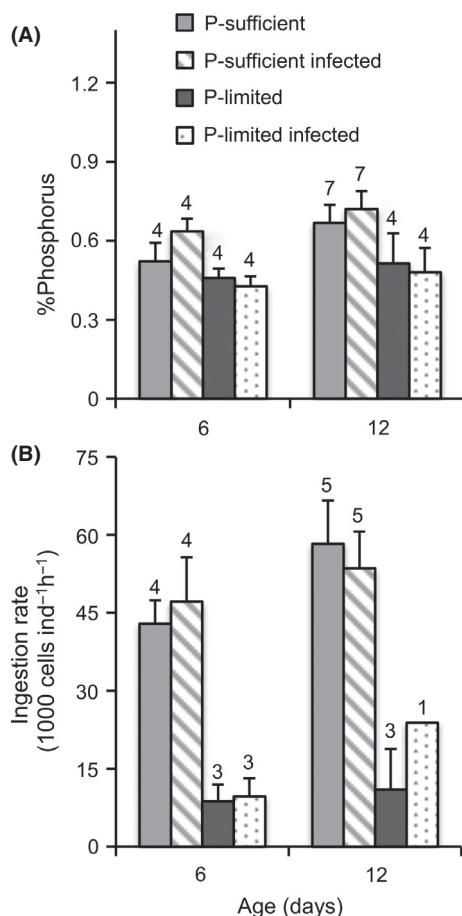 (A)
P-sufficient
P-sufficient infected
P-limited
P-limited infected
1.2
0.9
0.6
0.3
0
%Phosphorus
4 4 4 4 7 7 4 4
6 12
(B)
75
60
45
30
15
0
Ingestion rate
(1000 cells ind⁻¹h⁻¹)
4 4 3 3 5 5 3 1
6 12
Age (days)